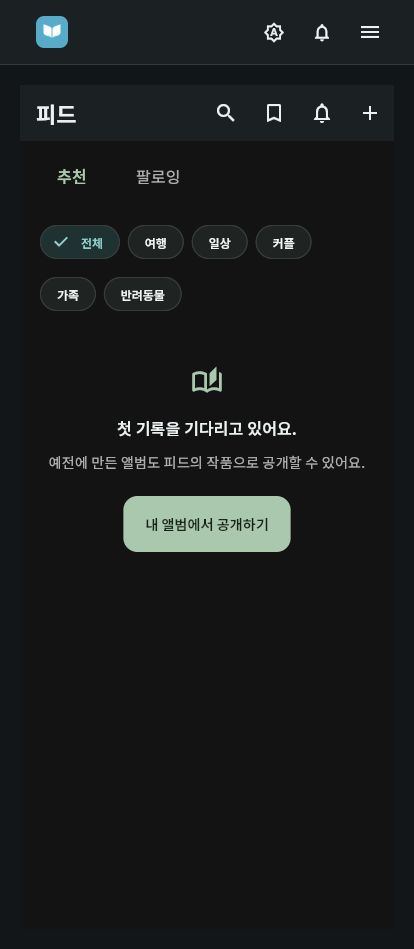 A
피드
추천 팔로잉
전체 여행 일상 커플
가족 반려동물
첫 기록을 기다리고 있어요.
예전에 만든 앨범도 피드의 작품으로 공개할 수 있어요.
내 앨범에서 공개하기